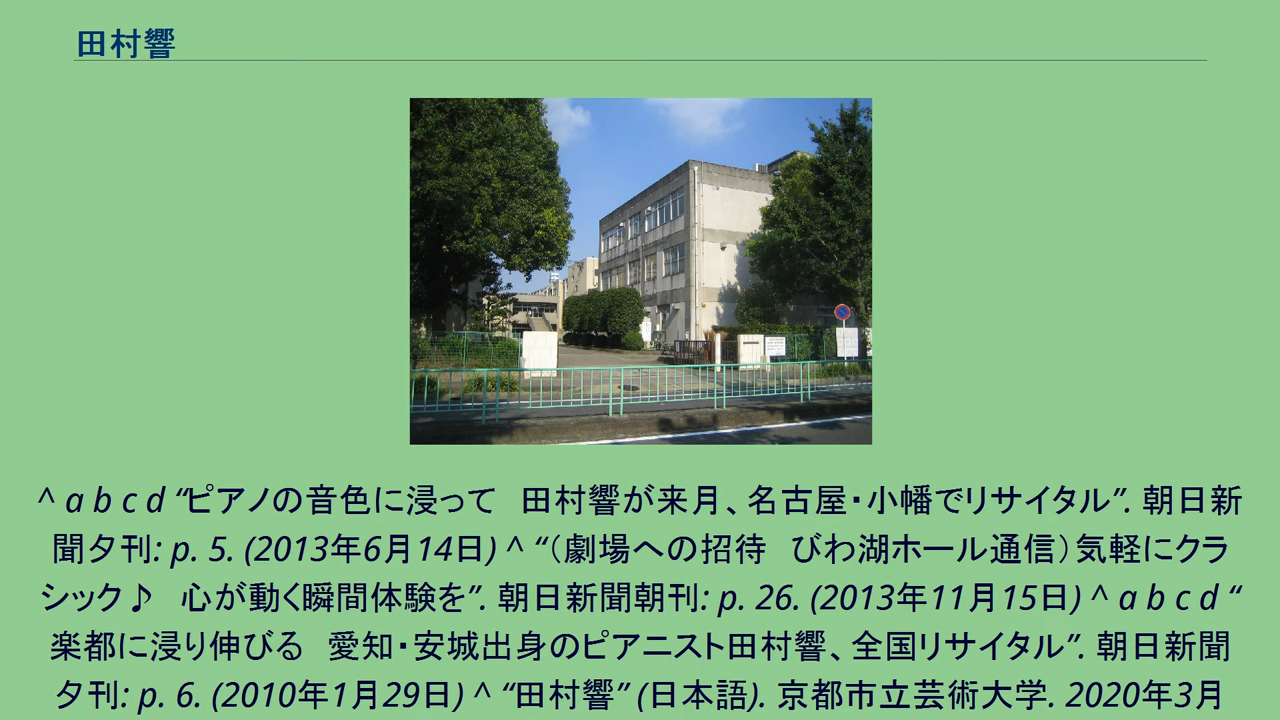 田村響
^ a b c d “ピアノの音色に浸って　田村響が来月、名古屋・小幡でリサイタル”. 朝日新
聞夕刊: p. 5. (2013年6月14日) ^ “（劇場への招待　びわ湖ホール通信）気軽にクラ
シック♪　心が動く瞬間体験を”. 朝日新聞朝刊: p. 26. (2013年11月15日) ^ a b c d “
楽都に浸り伸びる　愛知・安城出身のピアニスト田村響、全国リサイタル”. 朝日新聞
夕刊: p. 6. (2010年1月29日) ^ “田村響” (日本語). 京都市立芸術大学. 2020年3月